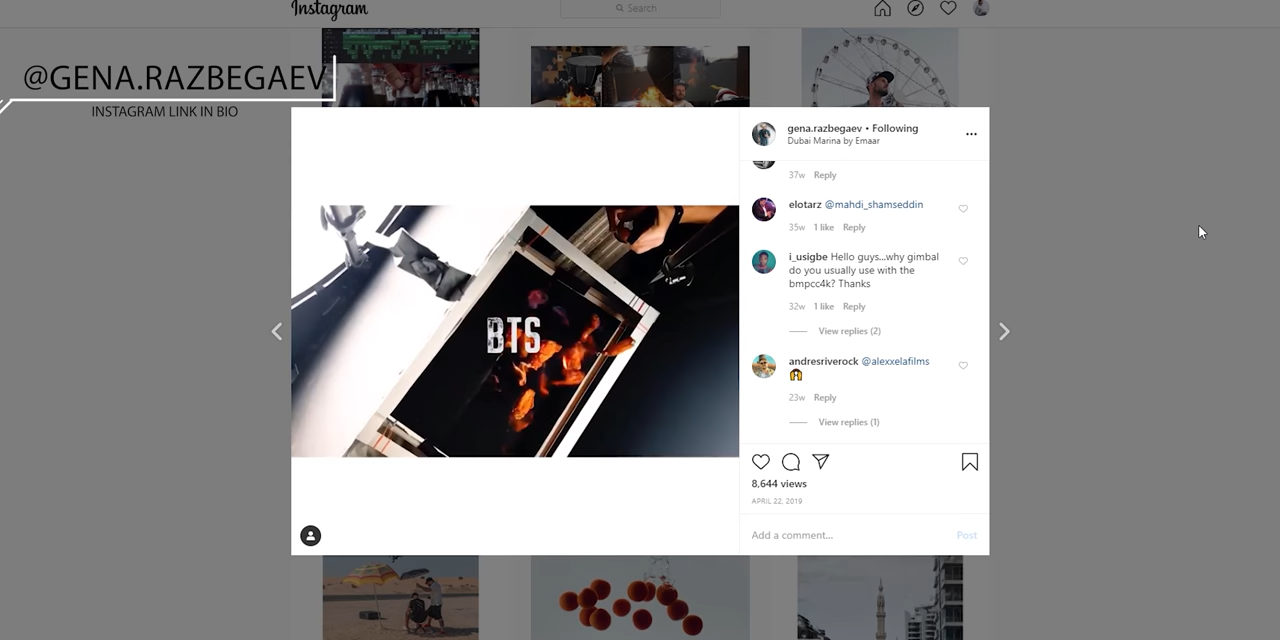 Instagram
Search
@GENA.RAZBEGAEV
INSTAGRAM LINK IN BIO
gena.razbegaev • Following
Dubai Marina by Emaar
37w Reply
elotarz @mahdi_shamseddin
35w 1 like Reply
i_usigbe Hello guys...why gimbal
do you usually use with the
bmpcc4k? Thanks
32w 1 like Reply
View replies (2)
andresriverock @alexxelafilms
23w Reply
View replies (1)
BTS
8,644 views
APRIL 22, 2019
Add a comment... Post